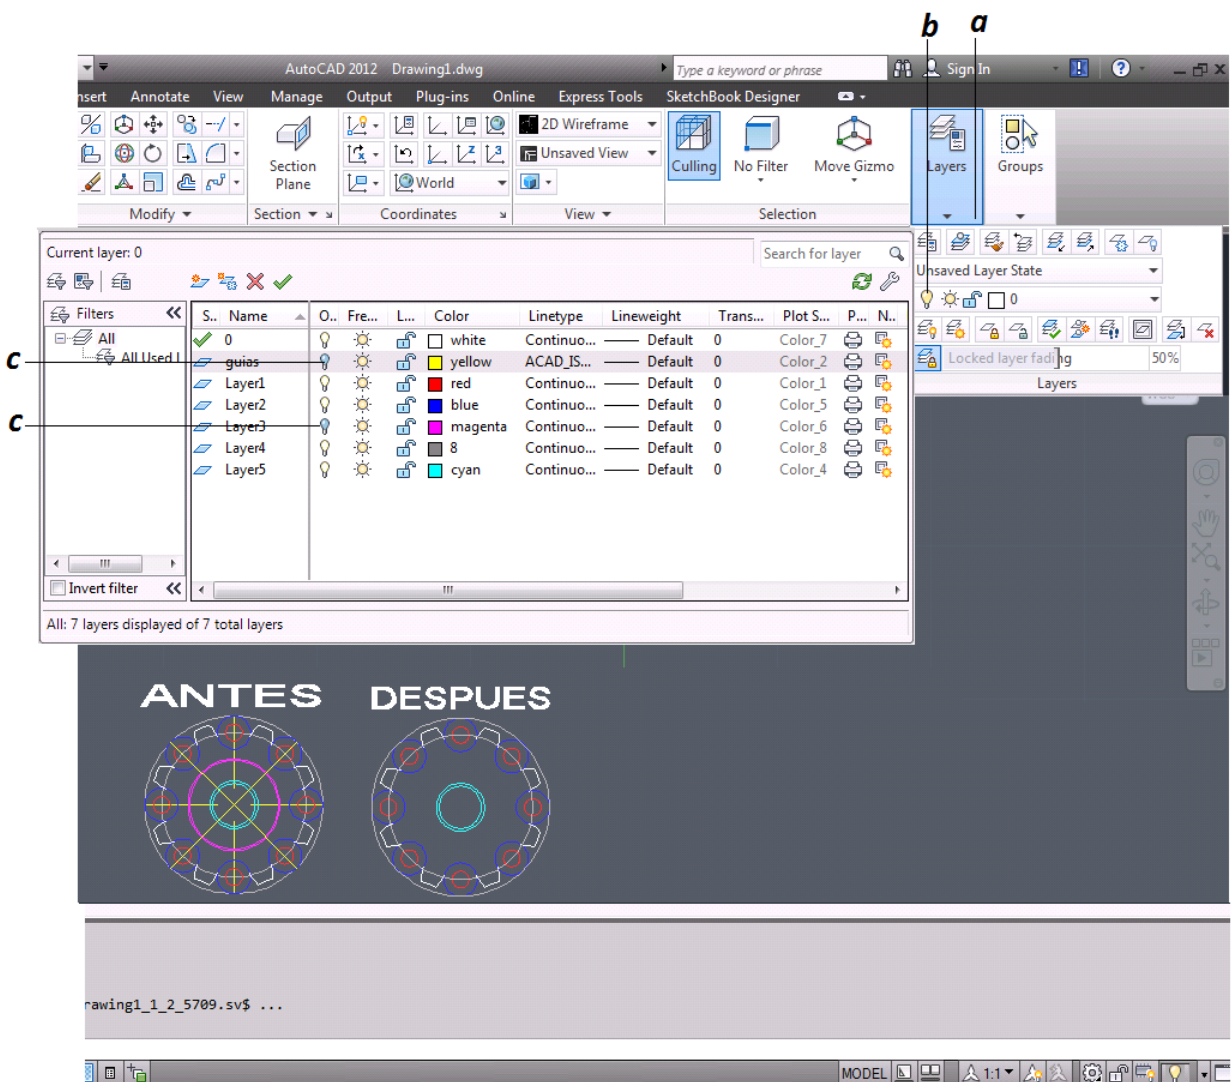 b a
AutoCAD 2012 Drawing1.dwg Type a keyword or phrase Sign In
nsert Annotate View Manage Output Plug-ins Online Express Tools SketchBook Designer
2D Wireframe
Unsaved View
World
Section Plane
Culling No Filter Move Gizmo Layers Groups
Modify Section Coordinates View Selection
Current layer: 0 Search for layer
Unsaved Layer State
0
Locked layer fading 50%
Layers
Filters S.. Name O.. Fre... L... Color Linetype Lineweight Trans... Plot S... P... N..
All
All Used l
0 white Continuo... Default 0 Color_7
c guias yellow ACAD_IS... Default 0 Color_2
Layer1 red Continuo... Default 0 Color_1
Layer2 blue Continuo... Default 0 Color_5
c Layer3 magenta Continuo... Default 0 Color_6
Layer4 8 Continuo... Default 0 Color_8
Layer5 cyan Continuo... Default 0 Color_4
Invert filter
All: 7 layers displayed of 7 total layers
ANTES DESPUES
rawing1_1_2_5709.sv$ ...
MODEL 1:1